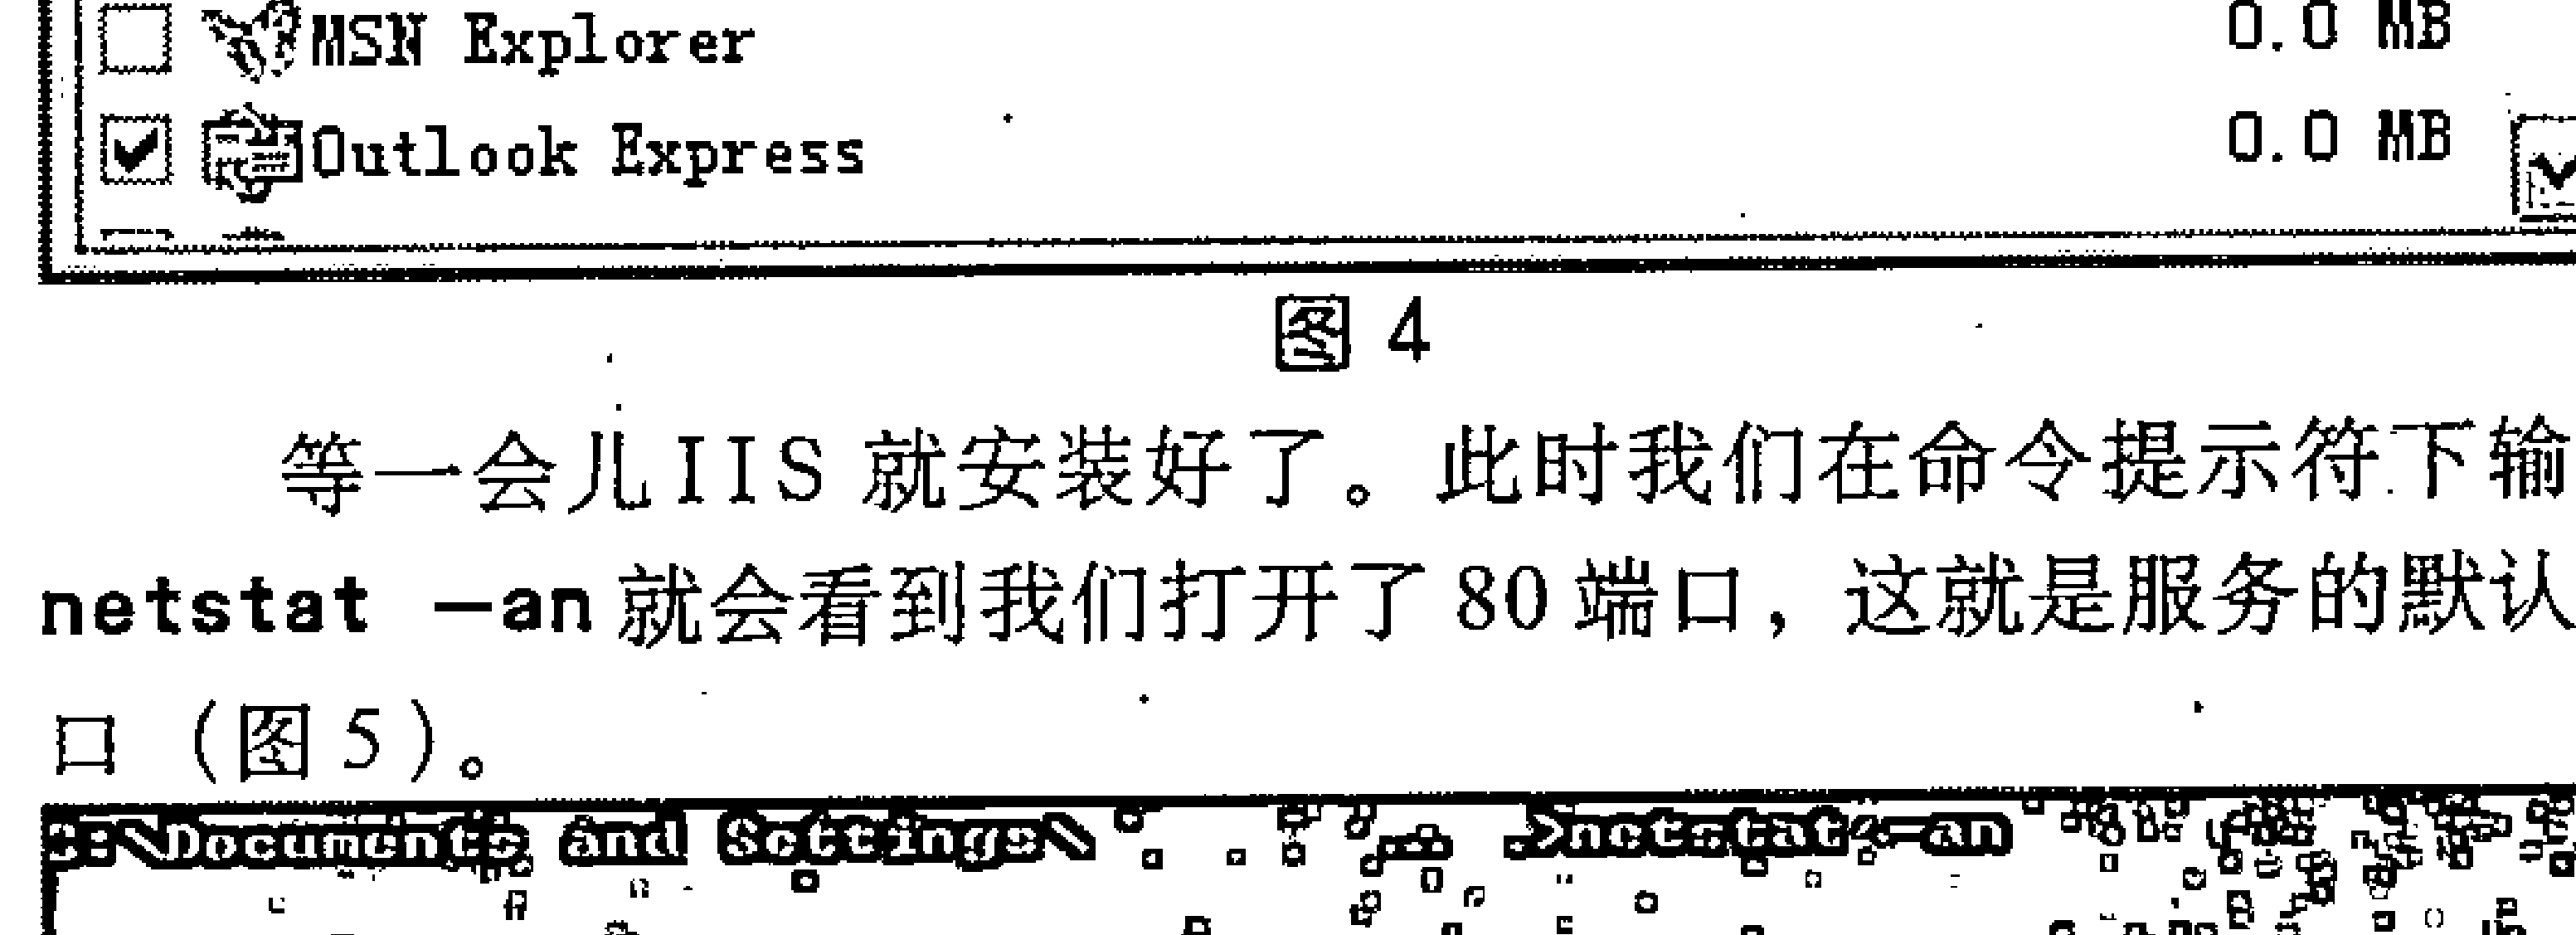 MSN Explorer 0.0 MB
Outlook Express 0.0 MB
图 4
等一会儿IIS 就安装好了。此时我们在命令提示符下输
netstat －an就会看到我们打开了 80 端口，这就是服务的默认
口（图 5）。
C:\Documents and Settings\ >netstat -an